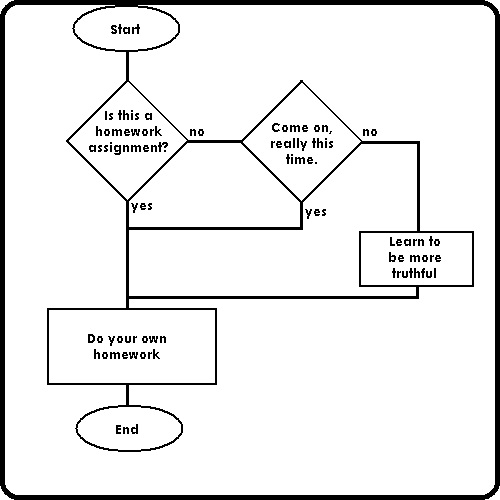 Start
Is this a
homework
assignment?
no
Come on,
really this
time.
no
yes
yes
Learn to
be more
truthful
Do your own
homework
End